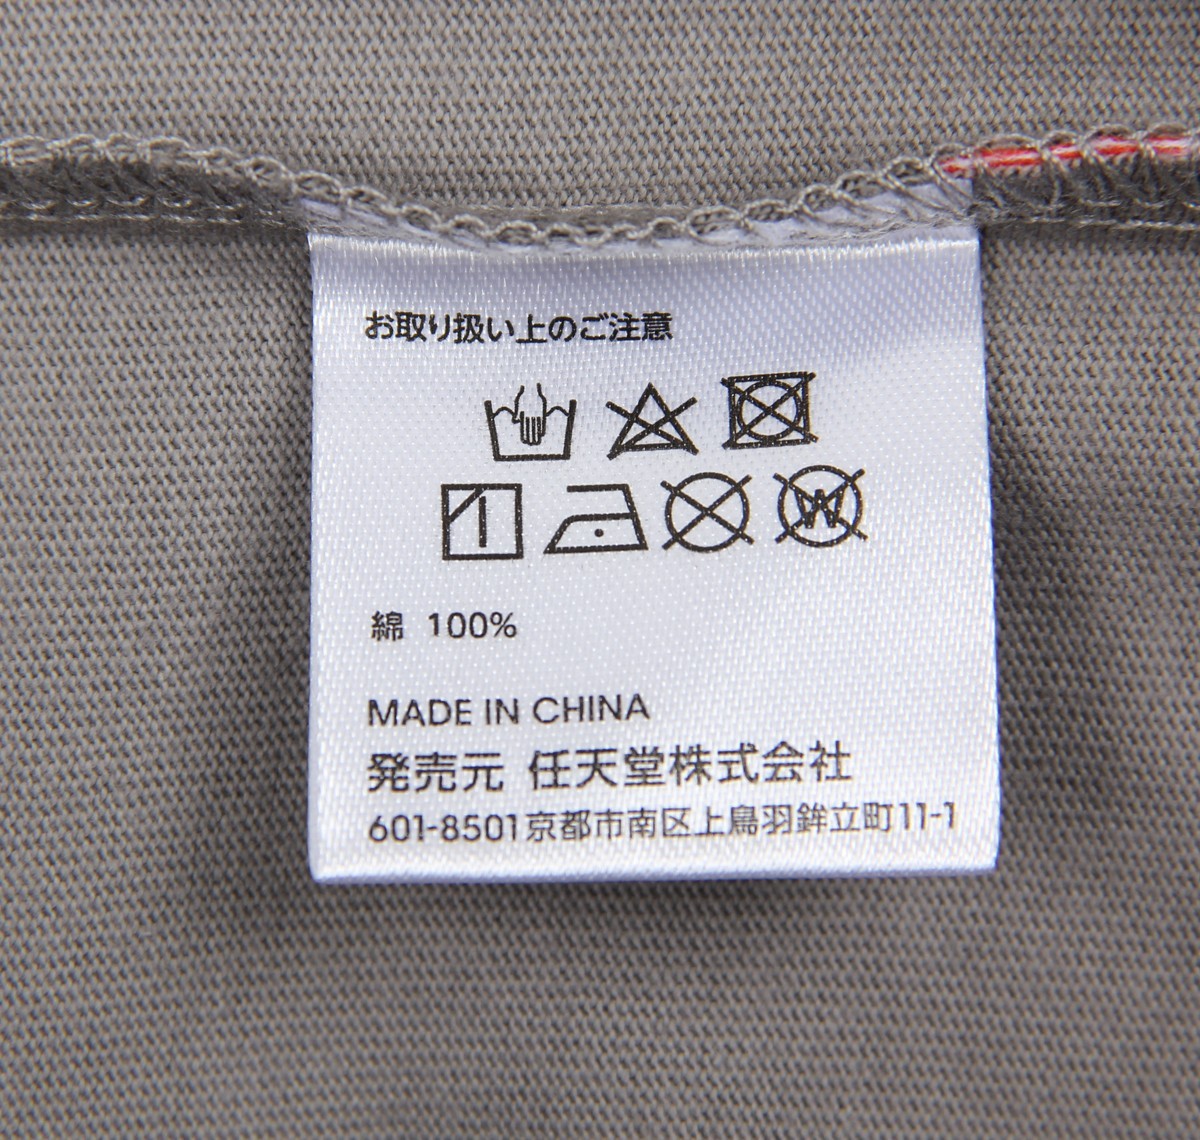 お取り扱い上のご注意
W
綿 100%
MADE IN CHINA
発売元 任天堂株式会社
601-8501京都市南区上鳥羽鉾立町11-1